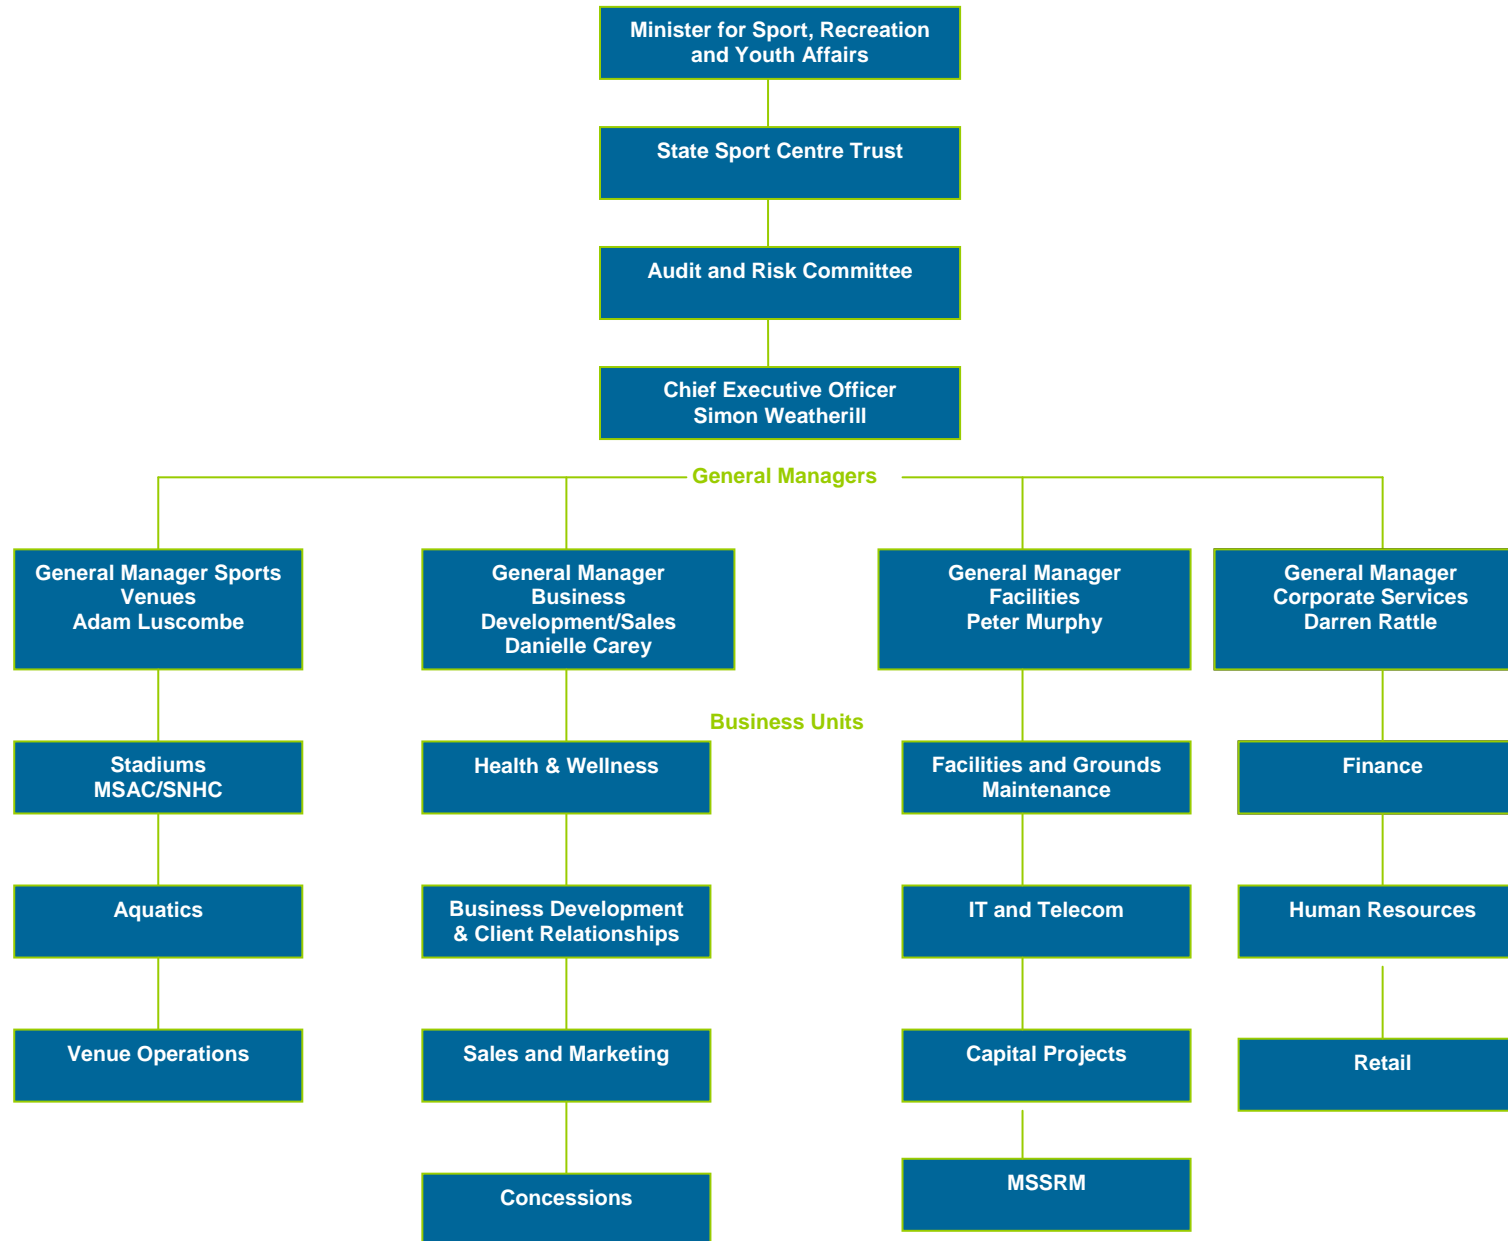 Minister for Sport, Recreation
and Youth Affairs
State Sport Centre Trust
Audit and Risk Committee
Chief Executive Officer
Simon Weatherill
General Managers
General Manager Sports
Venues
Adam Luscombe
General Manager
Business
Development/Sales
Danielle Carey
General Manager
Facilities
Peter Murphy
General Manager
Corporate Services
Darren Rattle
Business Units
Stadiums
MSAC/SNHC
Health & Wellness
Facilities and Grounds
Maintenance
Finance
Aquatics
Business Development
& Client Relationships
IT and Telecom
Human Resources
Venue Operations
Sales and Marketing
Capital Projects
Retail
Concessions
MSSRM